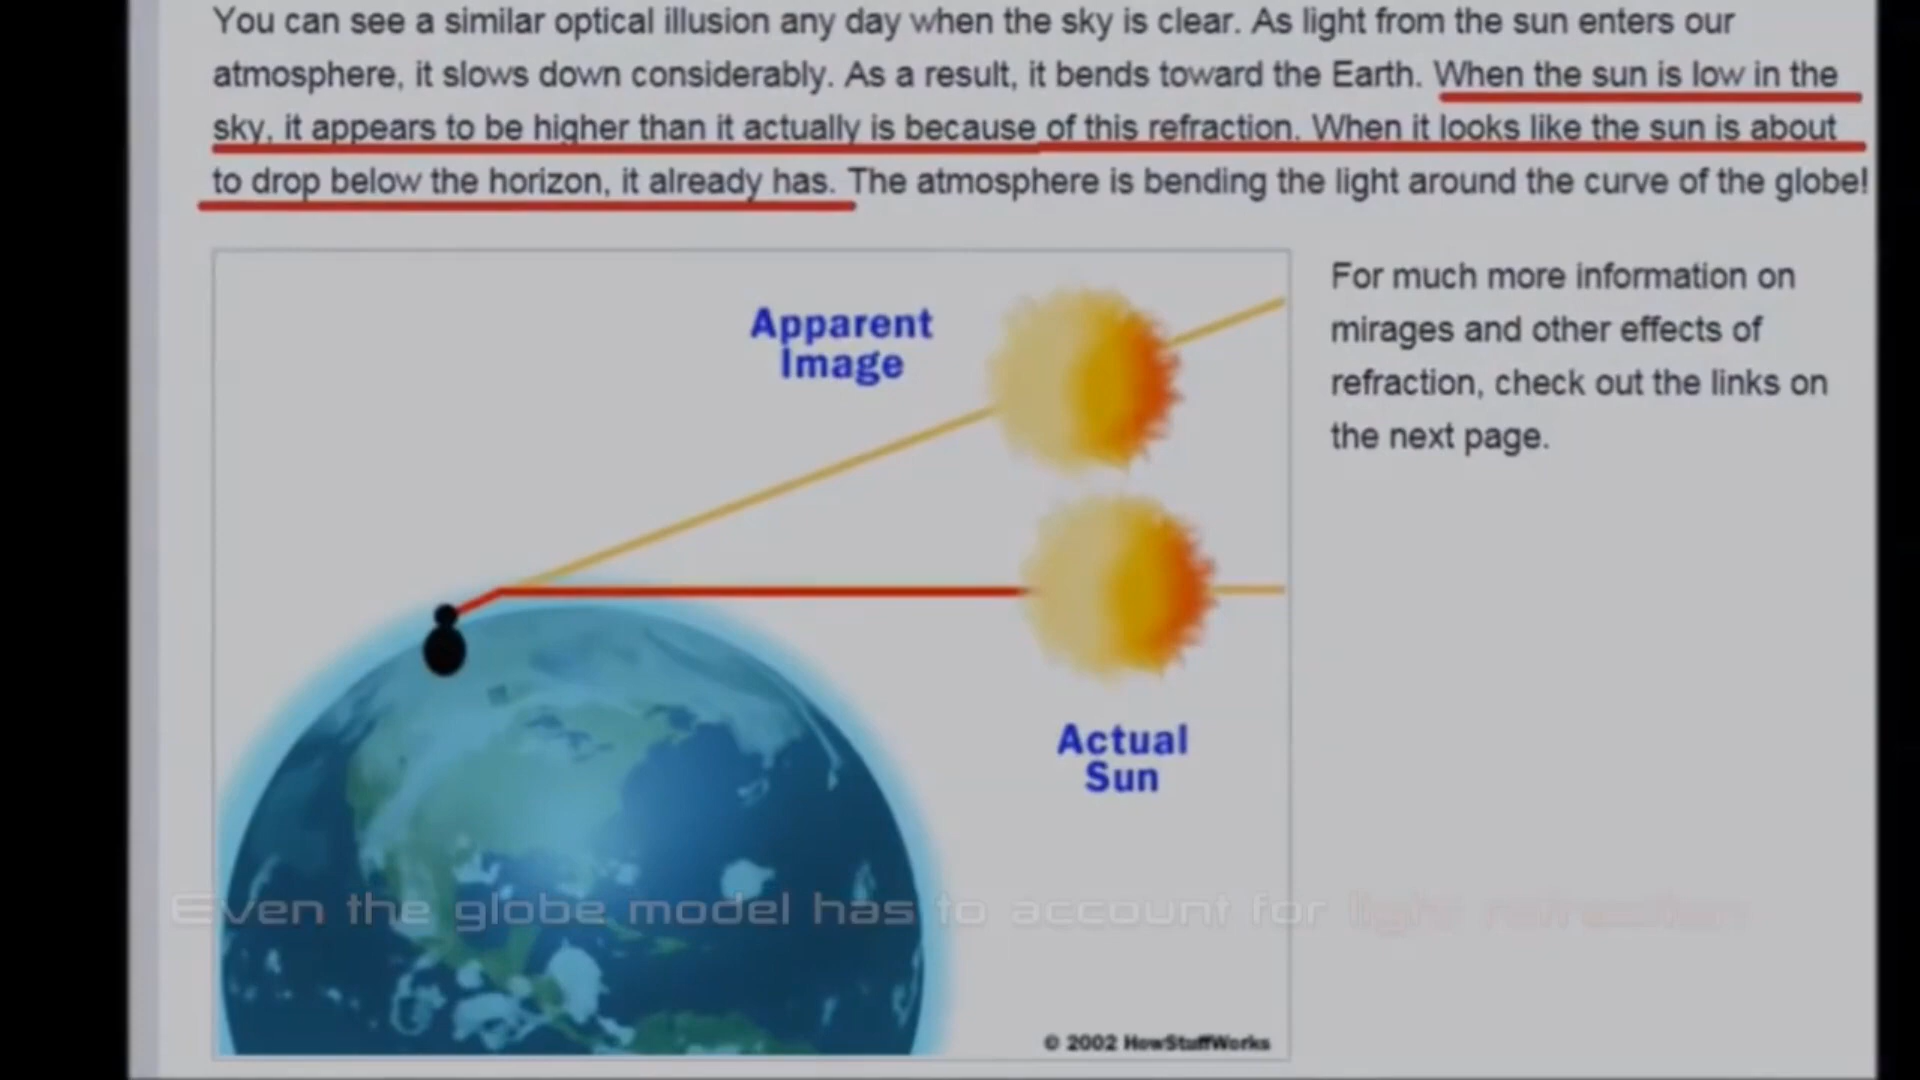 You can see a similar optical illusion any day when the sky is clear. As light from the sun enters our
atmosphere, it slows down considerably. As a result, it bends toward the Earth. When the sun is low in the
sky, it appears to be higher than it actually is because of this refraction. When it looks like the sun is about
to drop below the horizon, it already has. The atmosphere is bending the light around the curve of the globe!
For much more information on
mirages and other effects of
refraction, check out the links on
the next page.
Apparent
Image
Actual
Sun
Even the globe model has to account for light refraction
© 2002 HowStuffWorks